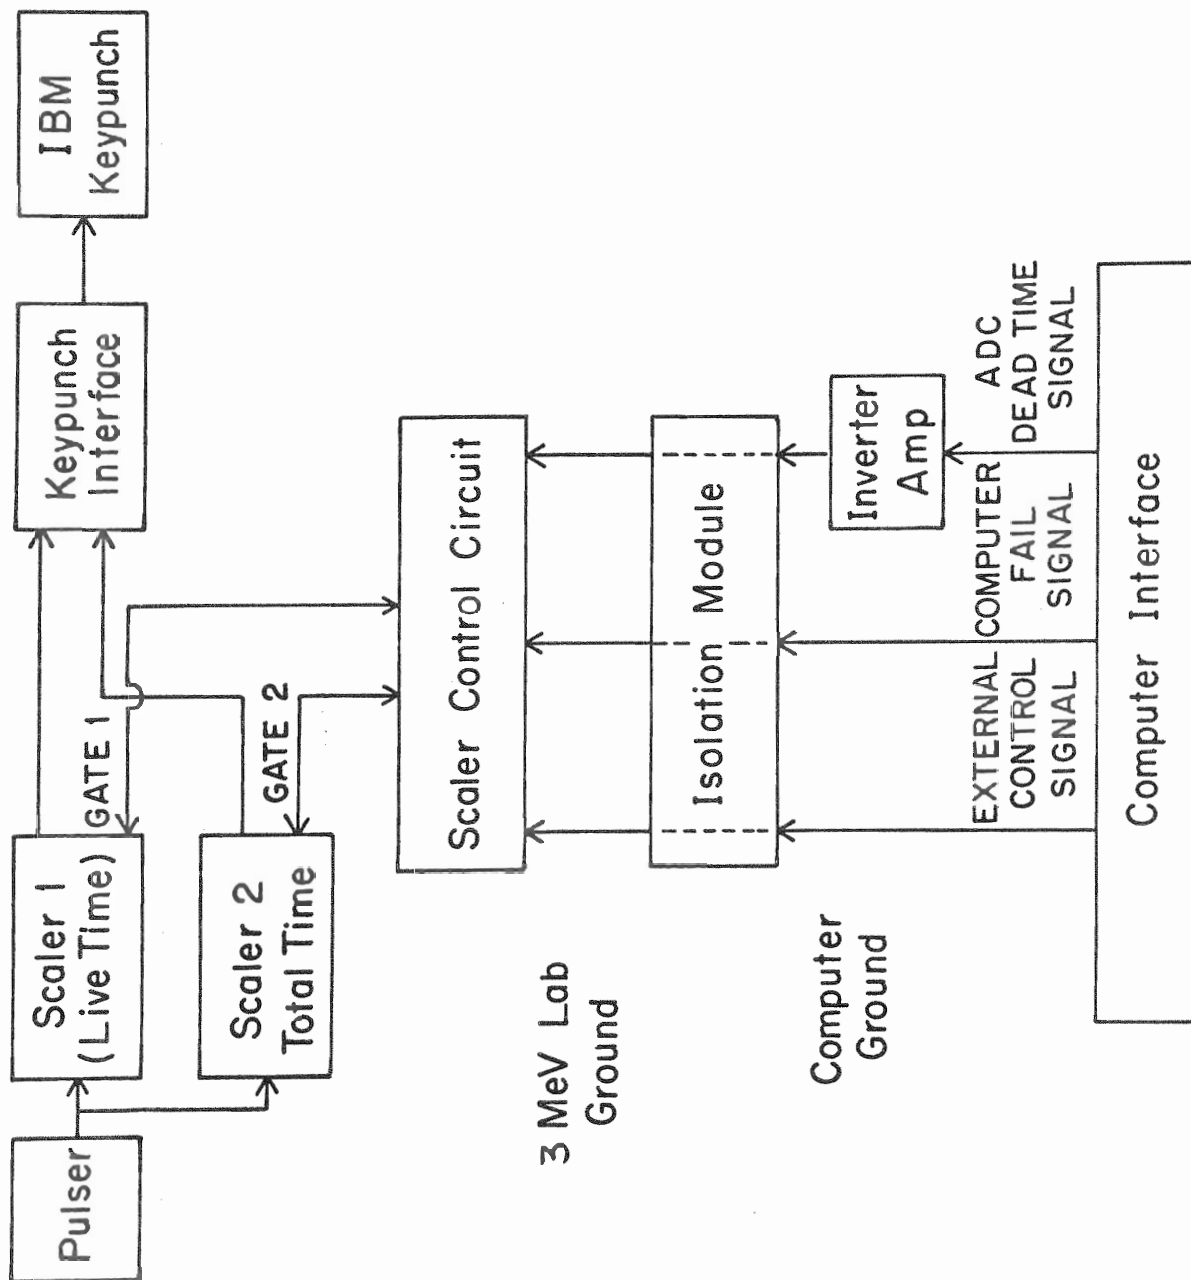 Pulser
Scaler 1
(Live Time)
GATE 1
Keypunch
Interface
IBM
Keypunch
Scaler 2
Total Time
GATE 2
Scaler Control Circuit
3 MeV Lab
Ground
Isolation Module
Computer
Ground
Inverter
Amp
EXTERNAL
CONTROL
SIGNAL
COMPUTER
FAIL
SIGNAL
ADC
DEAD TIME
SIGNAL
Computer Interface